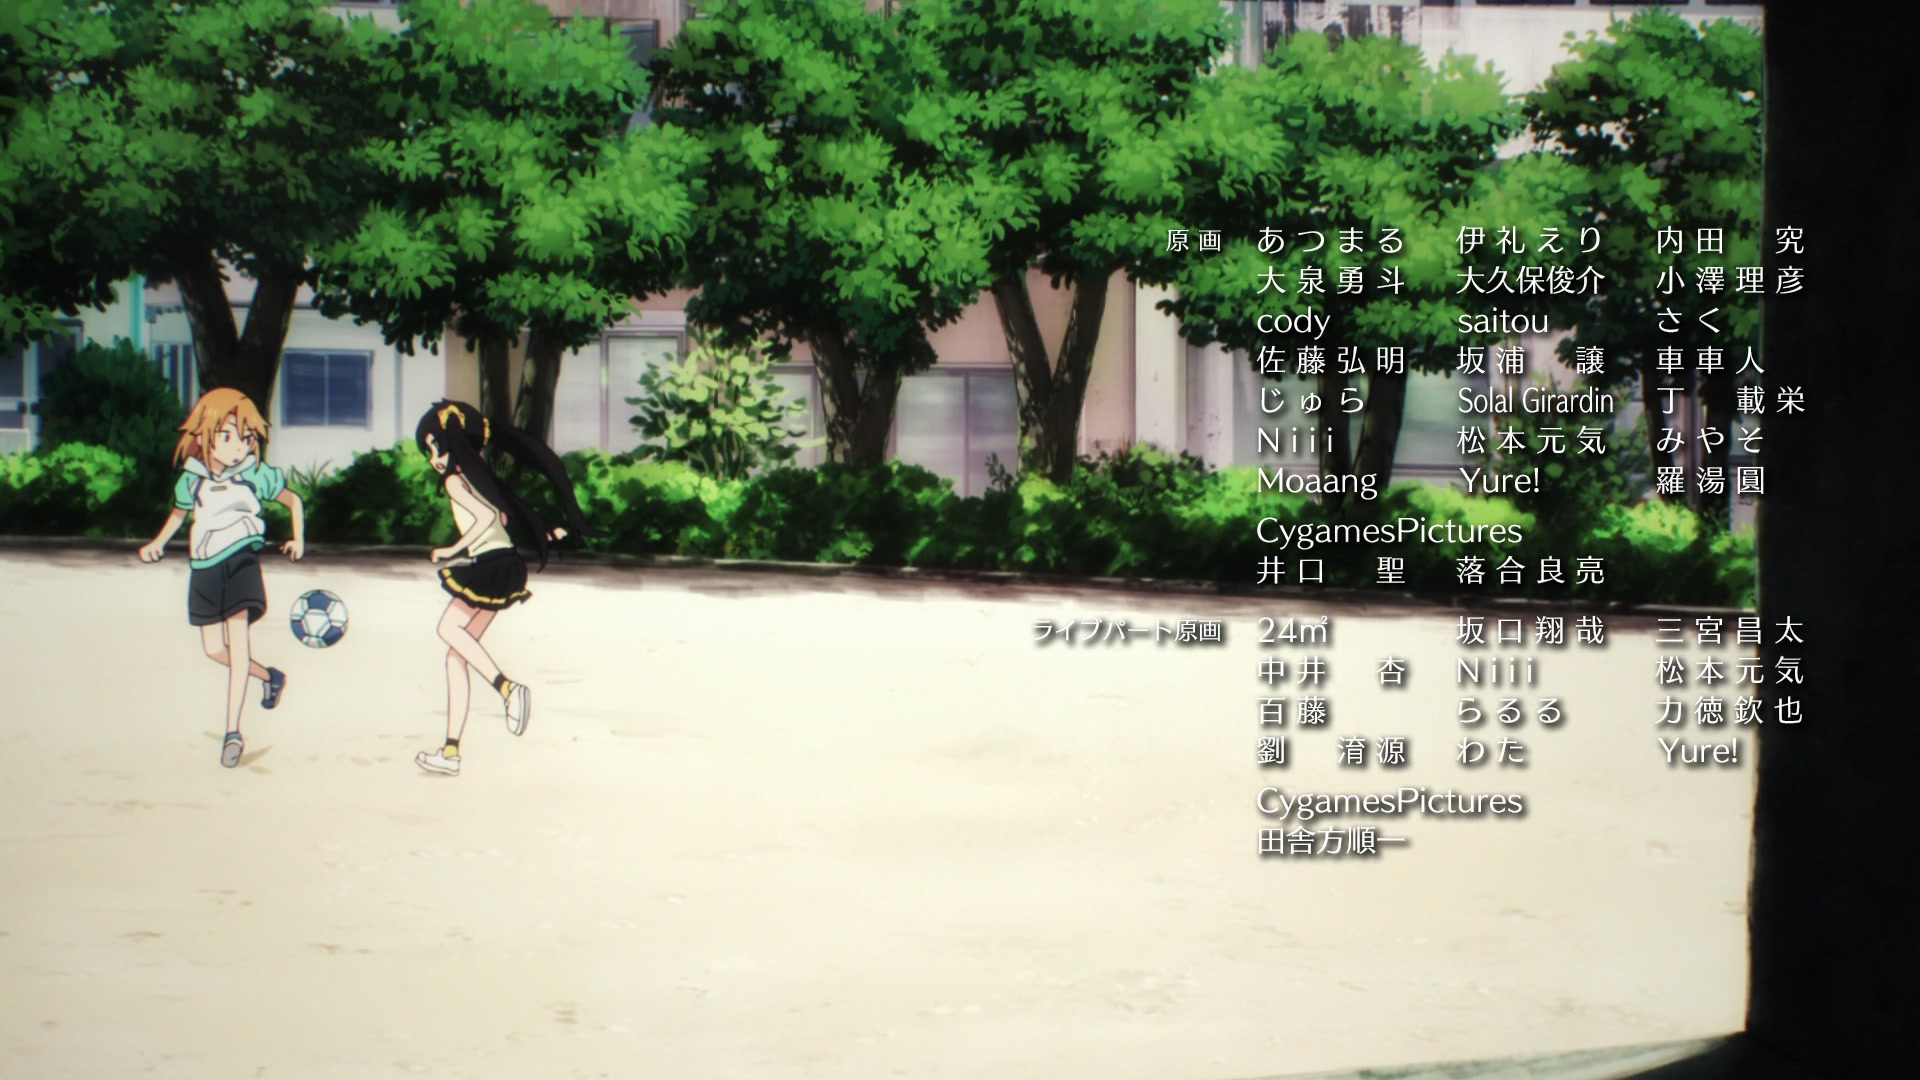 原画 あつまる 伊礼えり 内田 究
大泉勇斗 大久保俊介 小澤理彦
cody saitou さく
佐藤弘明 坂浦 譲 車車人
じゅら Solal Girardin 丁 載栄
Niii 松本元気 みやそ
Moaang Yure! 羅湯圓
CygamesPictures
井口 聖 落合良亮
ライブパート原画 24㎡ 坂口翔哉 三宮昌太
中井 杏 Niii 松本元気
百藤 らるる 力徳欽也
劉 淯源 わた Yure!
CygamesPictures
田舎方順一